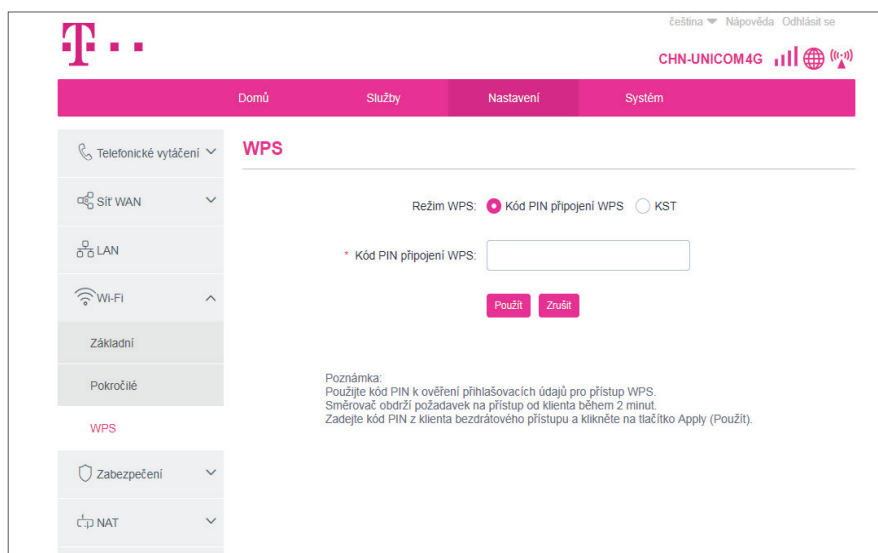 čeština Nápověda Odhlásit se
T
CHN-UNICOM4G
Domů Služby Nastavení Systém
Telefonické vytáčení
Síť WAN
LAN
Wi-Fi
Základní
Pokročilé
WPS
Zabezpečení
NAT
WPS
Režim WPS: Kód PIN připojení WPS KST
* Kód PIN připojení WPS:
Použít Zrušit
Poznámka:
Použijte kód PIN k ověření přihlašovacích údajů pro přístup WPS.
Směrovač obdrží požadavek na přístup od klienta během 2 minut.
Zadejte kód PIN z klienta bezdrátového přístupu a klikněte na tlačítko Apply (Použít).